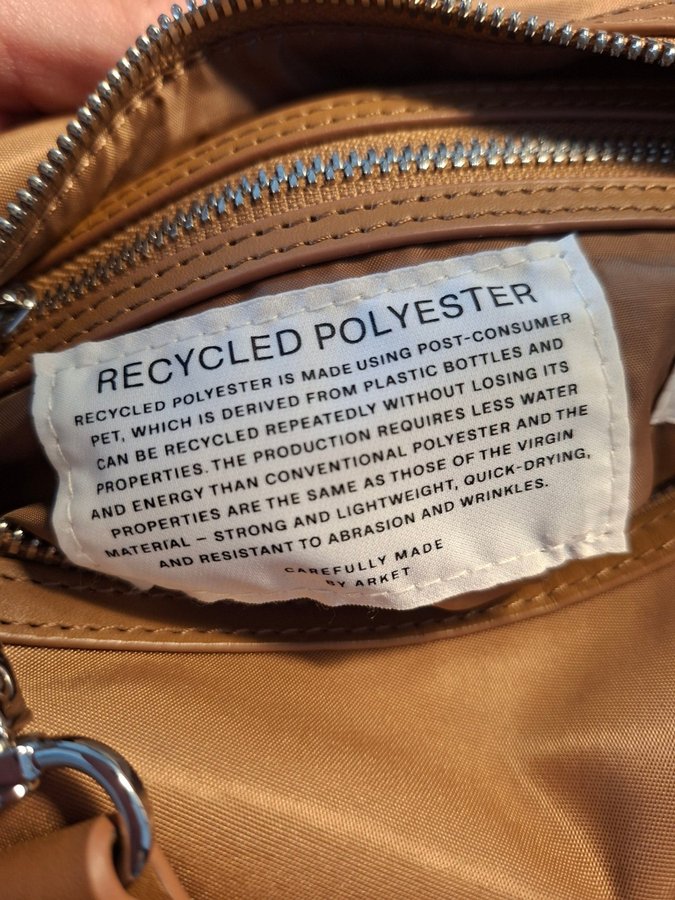 RECYCLED POLYESTER
RECYCLED POLYESTER IS MADE USING POST-CONSUMER
PET, WHICH IS DERIVED FROM PLASTIC BOTTLES AND
CAN BE RECYCLED REPEATEDLY WITHOUT LOSING ITS
PROPERTIES. THE PRODUCTION REQUIRES LESS WATER
AND ENERGY THAN CONVENTIONAL POLYESTER AND THE
PROPERTIES ARE THE SAME AS THOSE OF THE VIRGIN
MATERIAL – STRONG AND LIGHTWEIGHT, QUICK-DRYING,
AND RESISTANT TO ABRASION AND WRINKLES.
CAREFULLY MADE
BY ARKET